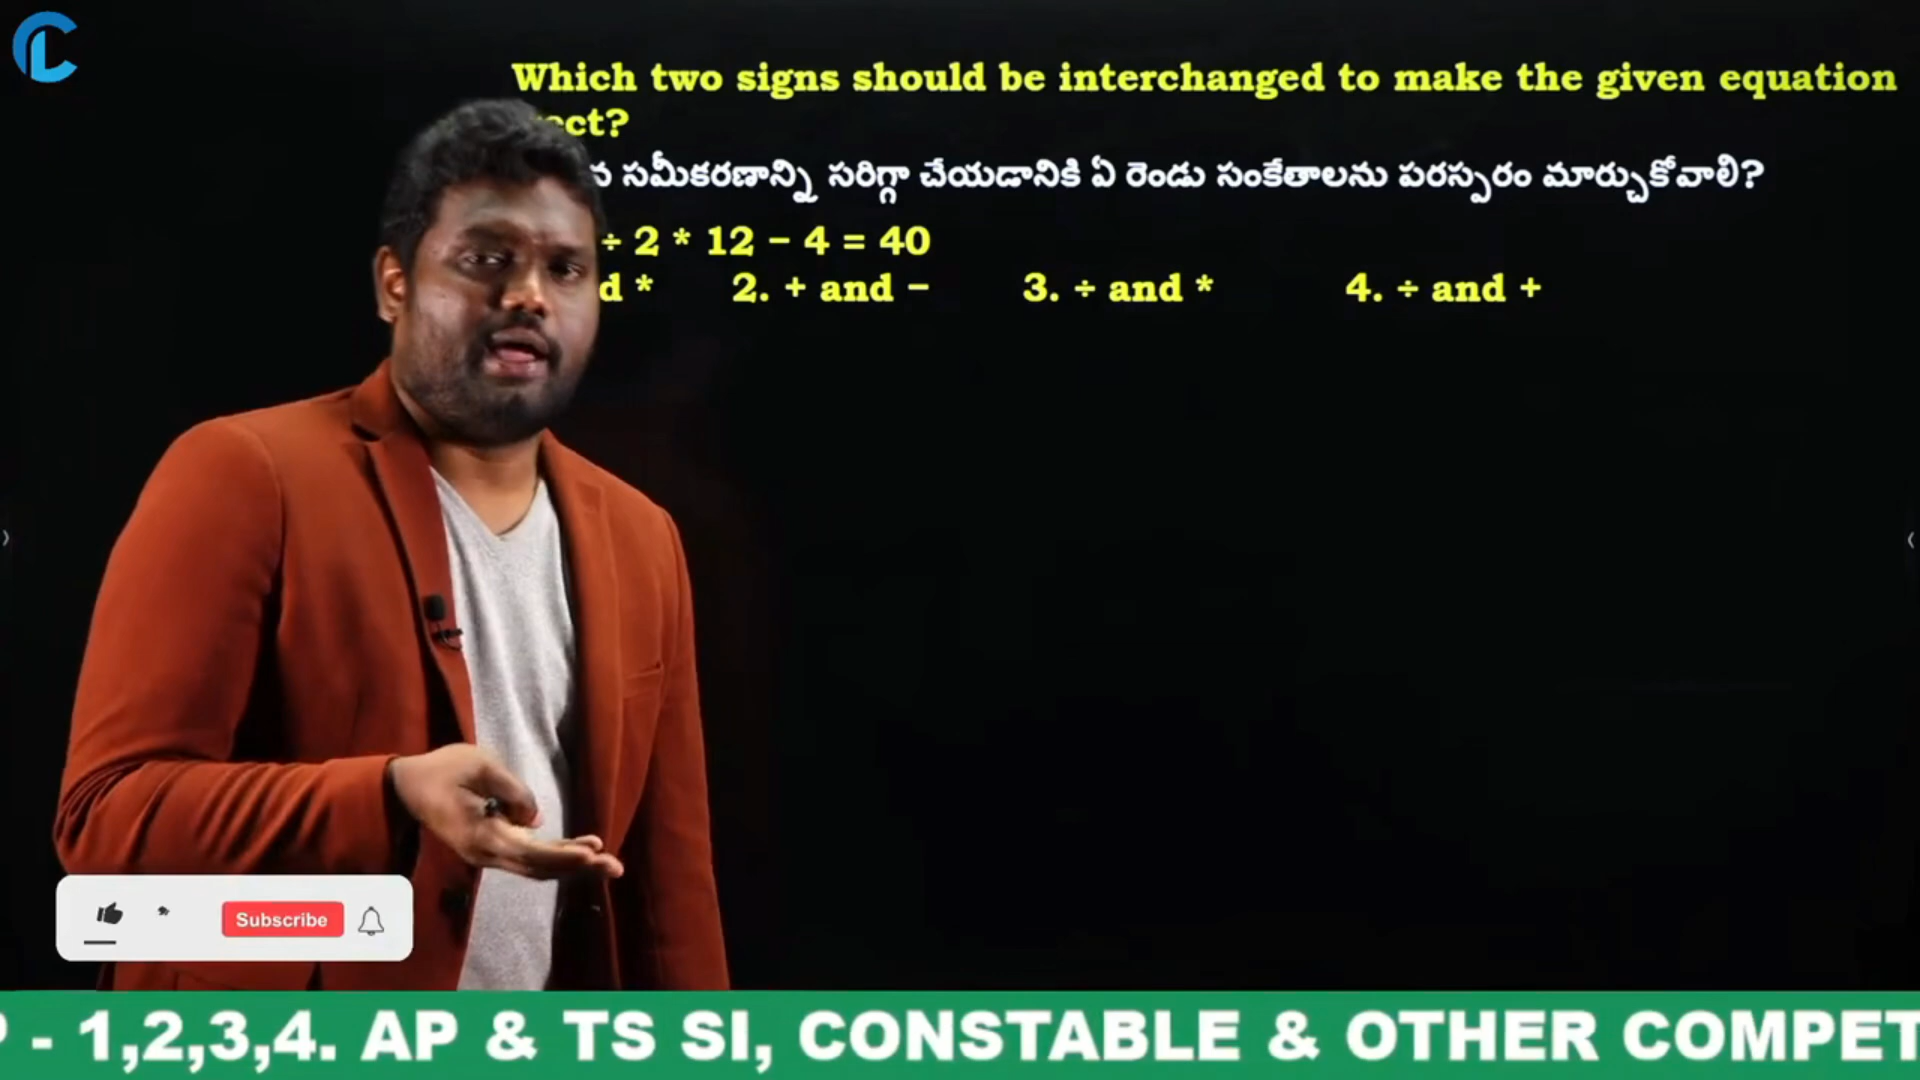 Which two signs should be interchanged to make the given equation
ect?
న సమీకరణాన్ని సరిగ్గా చేయడానికి ఏ రెండు సంకేతాలను పరస్పరం మార్చుకోవాలి?
÷ 2 * 12 − 4 = 40
d * 2. + and − 3. ÷ and * 4. ÷ and +
Subscribe
- 1,2,3,4. AP & TS SI, CONSTABLE & OTHER COMPET